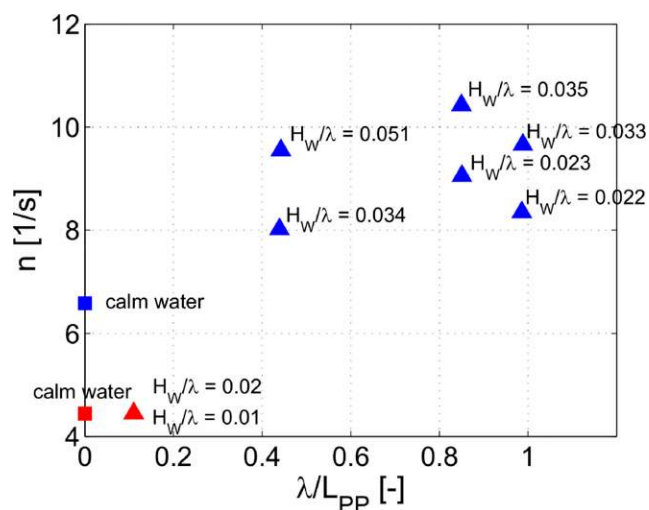 12
H_W/λ = 0.035
10
H_W/λ = 0.051
H_W/λ = 0.033
H_W/λ = 0.023
H_W/λ = 0.034
H_W/λ = 0.022
8
n [1/s]
calm water
6
calm water
H_W/λ = 0.02
H_W/λ = 0.01
4
0 0.2 0.4 0.6 0.8 1
λ/L_PP [-]